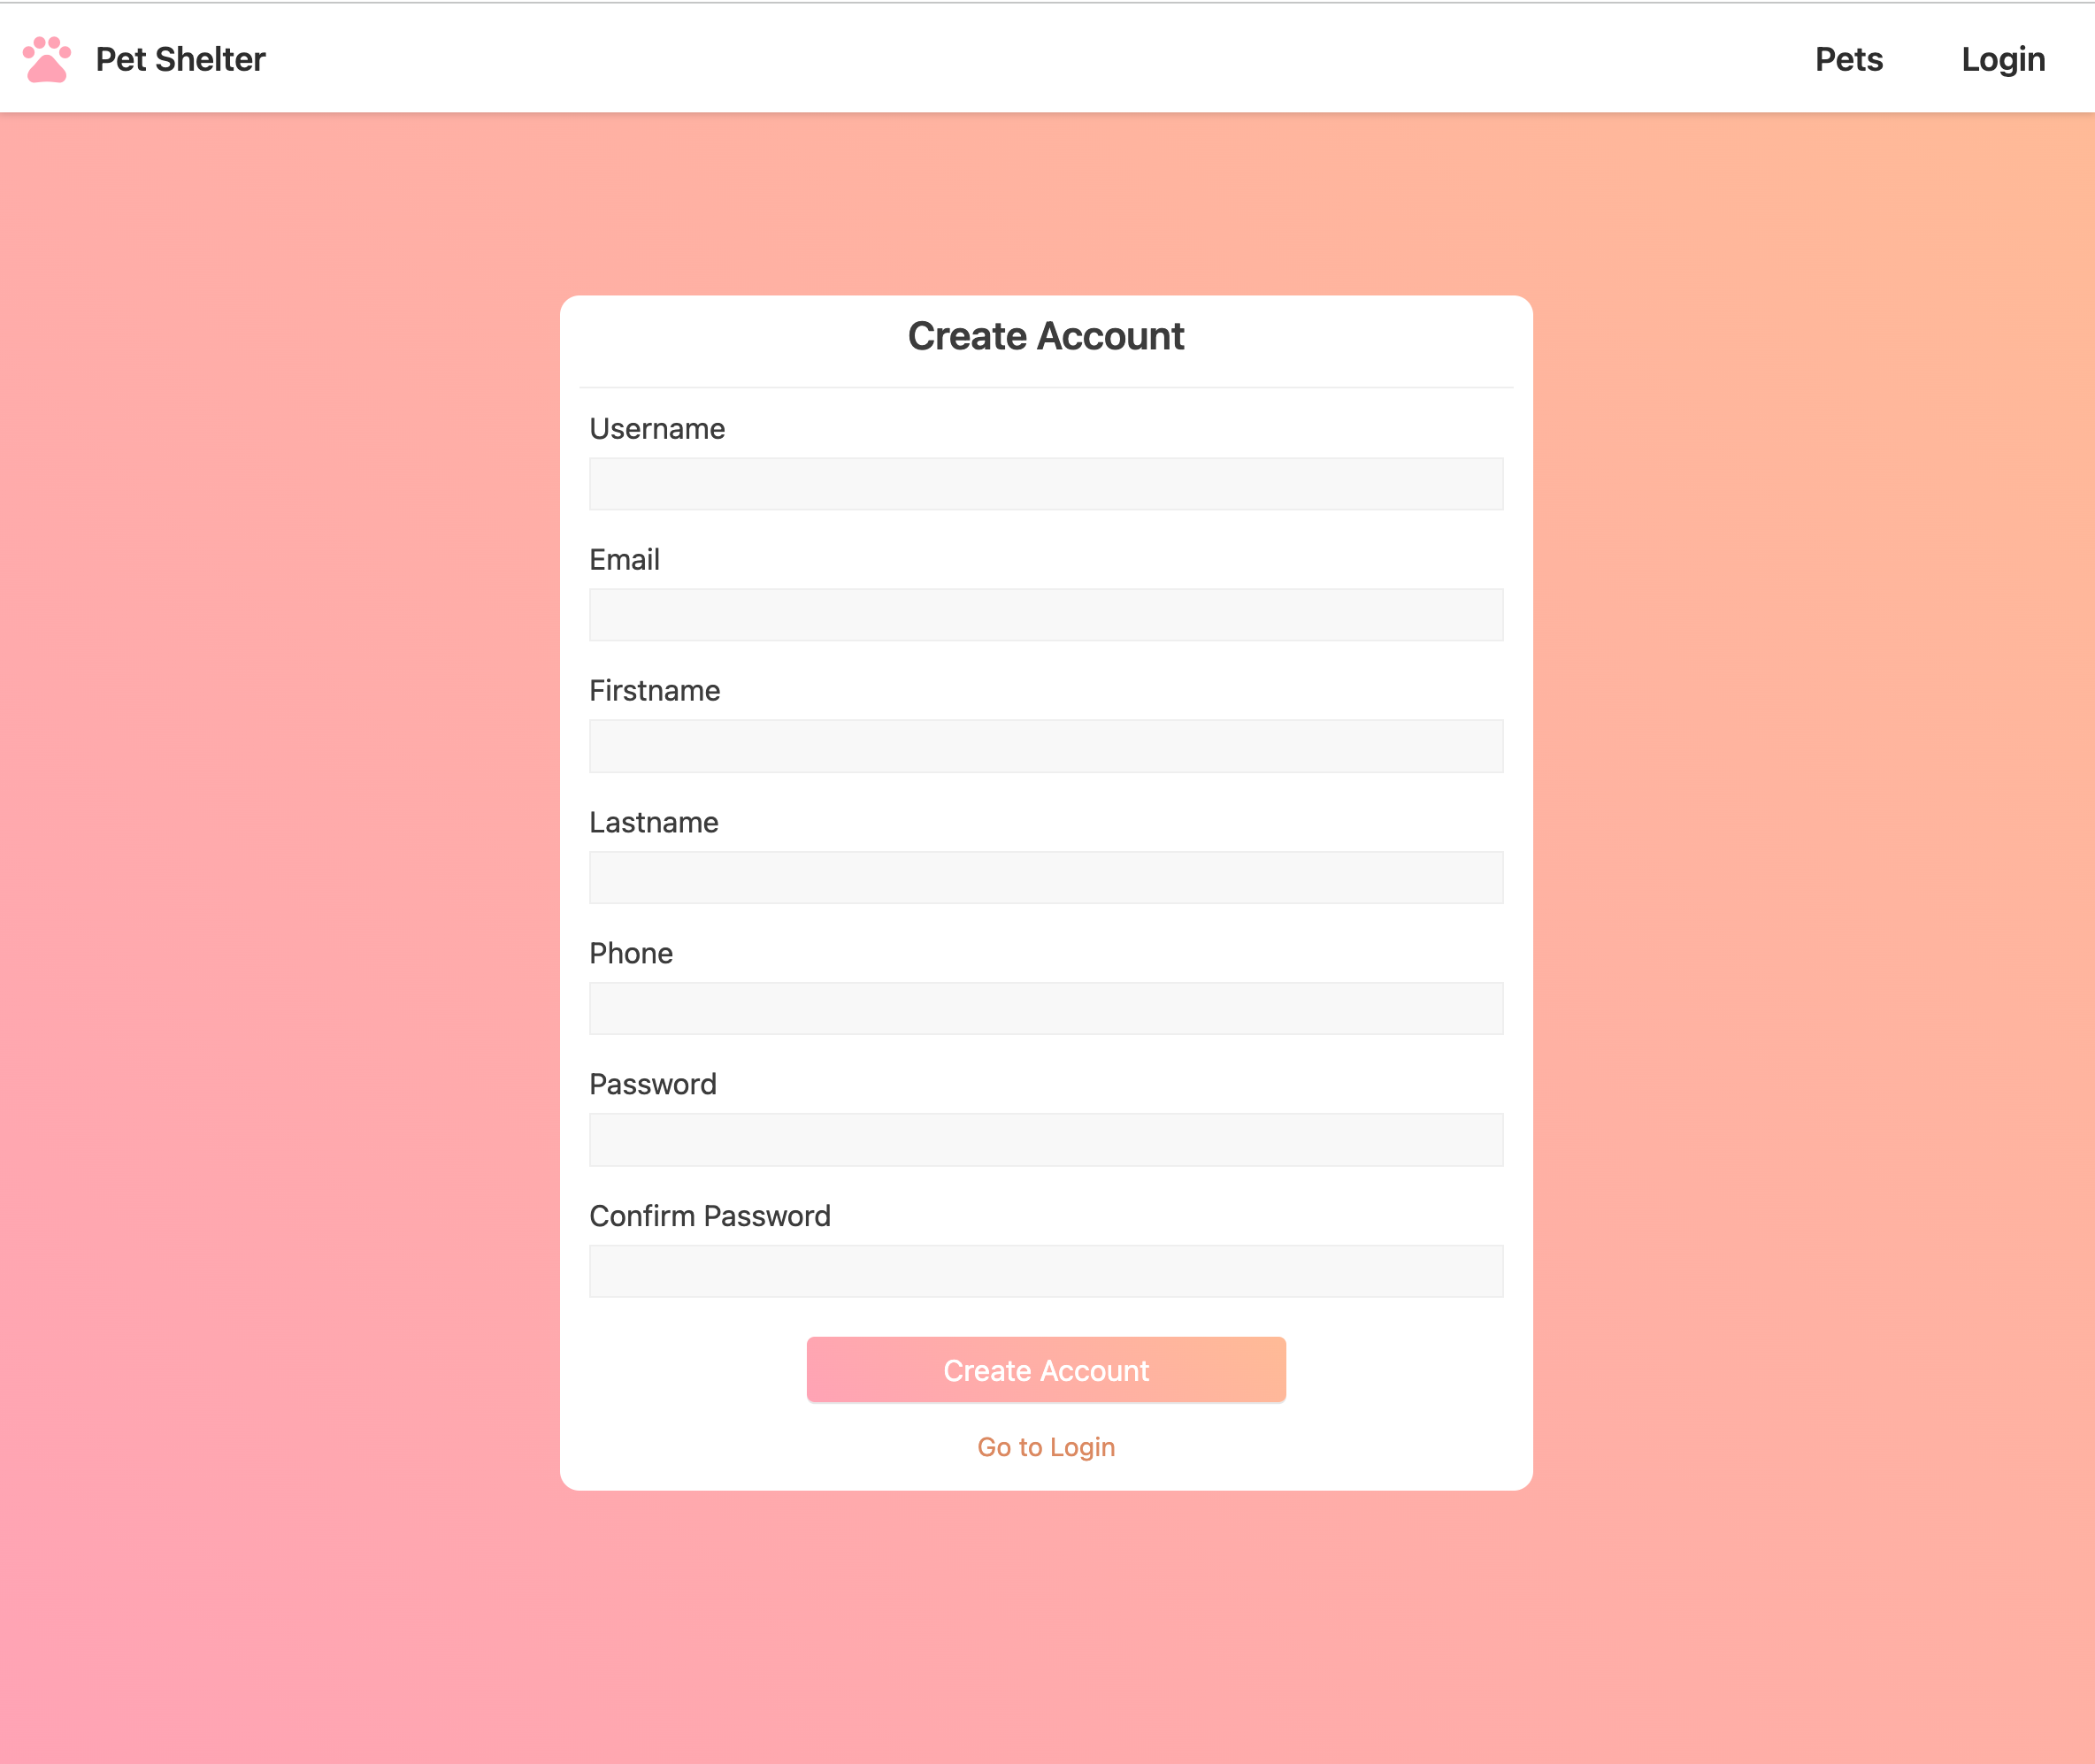 Pet Shelter Pets Login
Create Account
Username
Email
Firstname
Lastname
Phone
Password
Confirm Password
Create Account
Go to Login